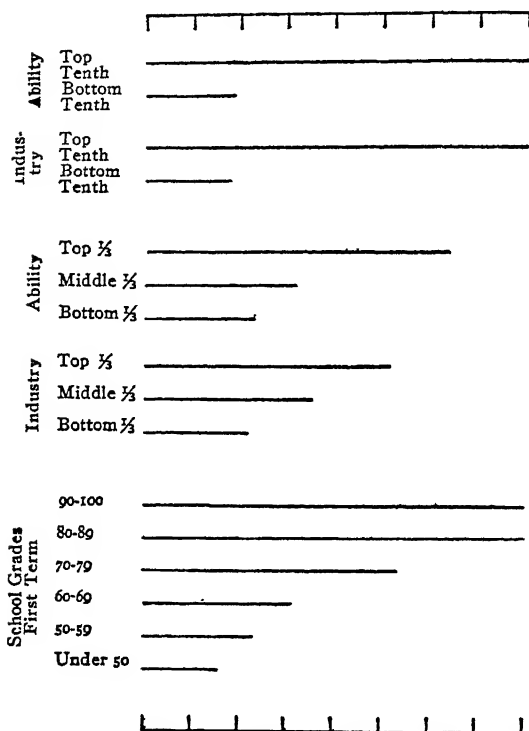 Ability
Top
Tenth
Bottom
Tenth
Indus-
try
Top
Tenth
Bottom
Tenth
Ability
Top ⅓
Middle ⅓
Bottom ⅓
Industry
Top ⅓
Middle ⅓
Bottom ⅓
School Grades
First Term
90-100
80-89
70-79
60-69
50-59
Under 50